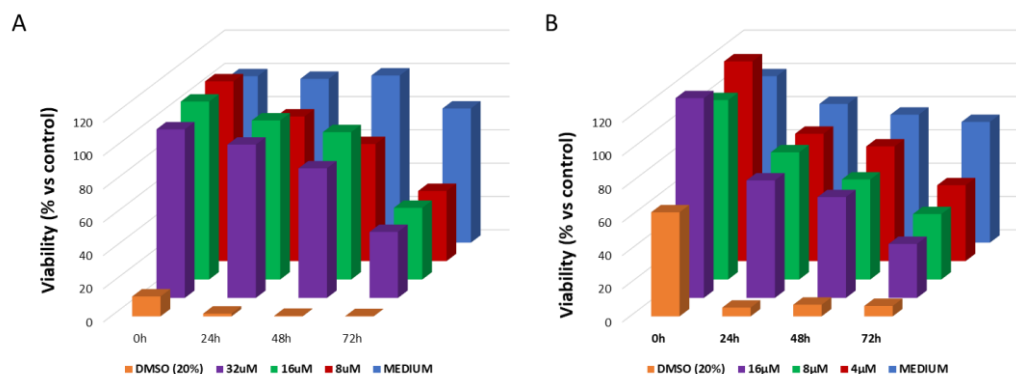 A
Viability (% vs control)
120
100
80
60
40
20
0
0h 24h 48h 72h
DMSO (20%) 32uM 16uM 8uM MEDIUM
B
Viability (% vs control)
120
100
80
60
40
20
0
0h 24h 48h 72h
DMSO (20%) 16µM 8µM 4µM MEDIUM